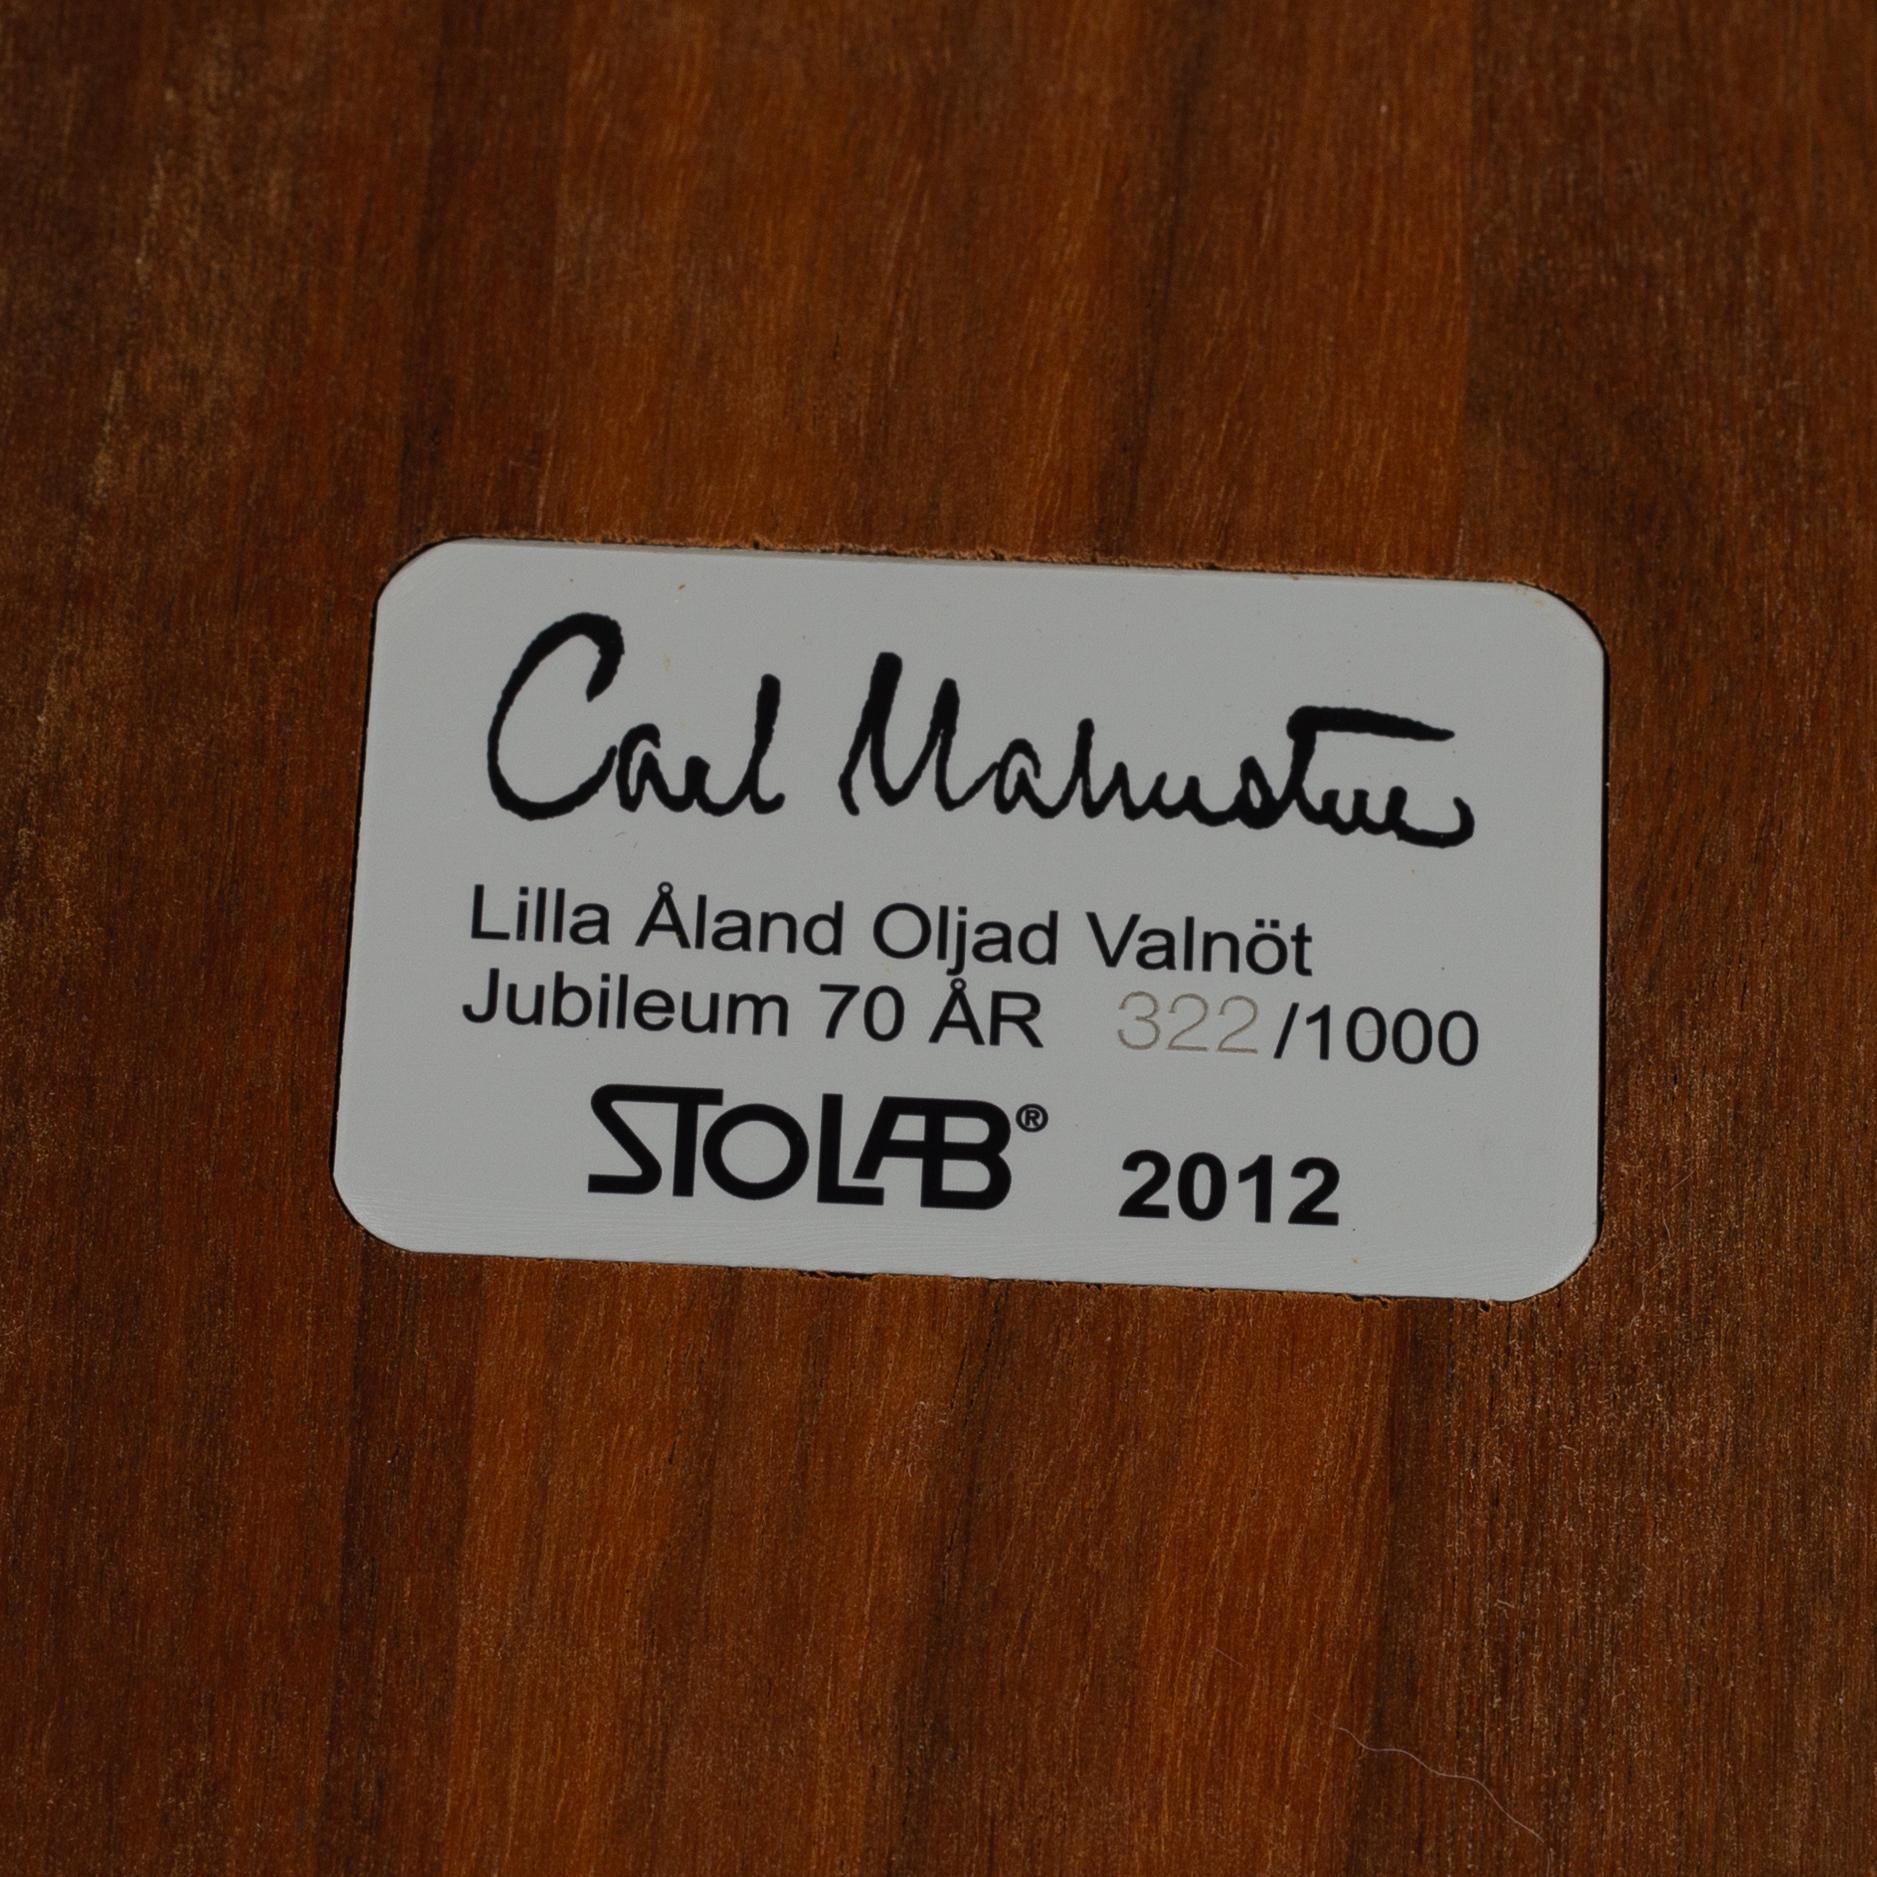 Carl Malmsten
Lilla Åland Oljad Valnöt
Jubileum 70 ÅR 322/1000
STOLAB® 2012